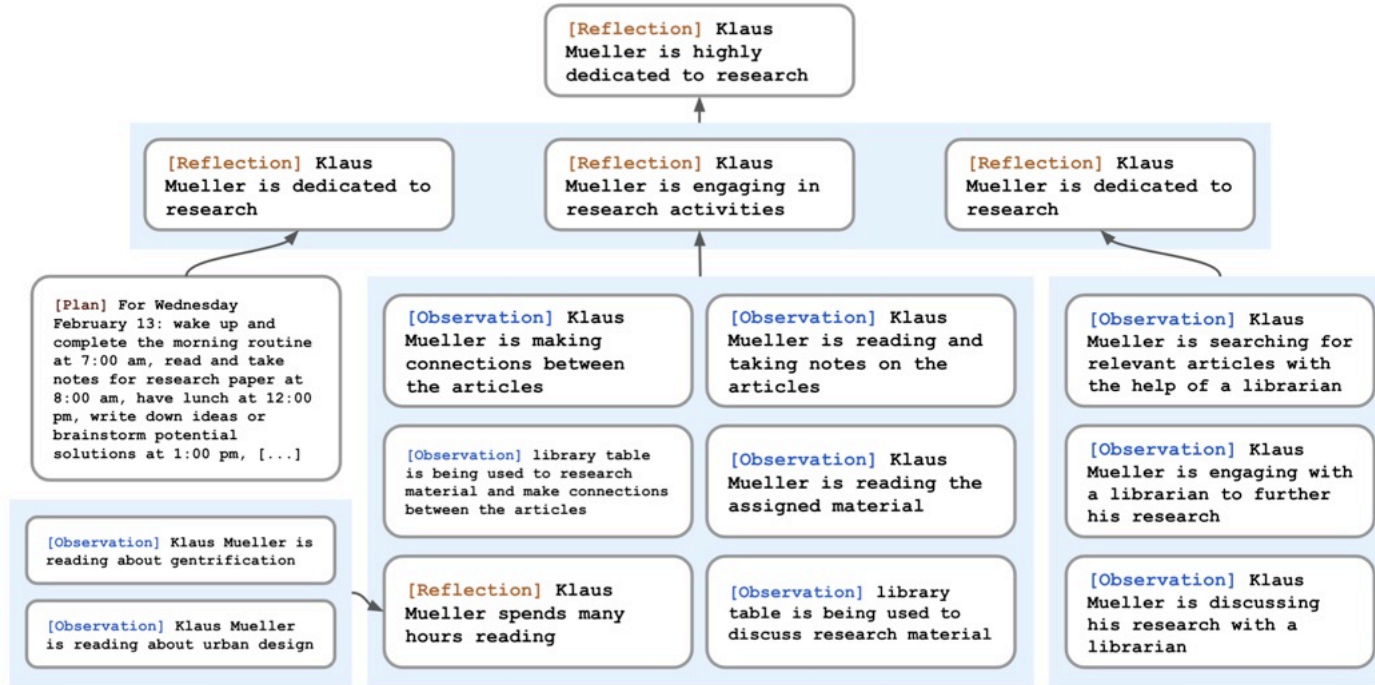 [Reflection] Klaus
Mueller is highly
dedicated to research
[Reflection] Klaus
Mueller is dedicated to
research
[Reflection] Klaus
Mueller is engaging in
research activities
[Reflection] Klaus
Mueller is dedicated to
research
[Plan] For Wednesday
February 13: wake up and
complete the morning routine
at 7:00 am, read and take
notes for research paper at
8:00 am, have lunch at 12:00
pm, write down ideas or
brainstorm potential
solutions at 1:00 pm, [...]
[Observation] Klaus
Mueller is making
connections between
the articles
[Observation] Klaus
Mueller is reading and
taking notes on the
articles
[Observation] Klaus
Mueller is searching for
relevant articles with
the help of a librarian
[Observation] library table
is being used to research
material and make connections
between the articles
[Observation] Klaus
Mueller is reading the
assigned material
[Observation] Klaus
Mueller is engaging with
a librarian to further
his research
[Observation] Klaus Mueller is
reading about gentrification
[Observation] Klaus Mueller
is reading about urban design
[Reflection] Klaus
Mueller spends many
hours reading
[Observation] library
table is being used to
discuss research material
[Observation] Klaus
Mueller is discussing
his research with a
librarian